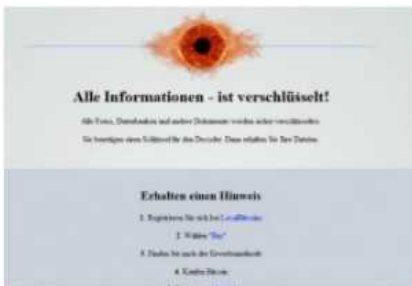 Alle Informationen - ist verschlüsselt!
Alle Fotos, Datenbanken und andere Dokumente wurden sicher verschlüsselt
Sie benötigen einen Schlüssel für den Decoder. Dann erhalten Sie Ihre Dateien
Erhalten einen Hinweis
1. Registrieren Sie sich bei LocalBitcoins
2. Wählen "Buy"
3. Finden Sie nach der
4. Kaufen Bitcoin